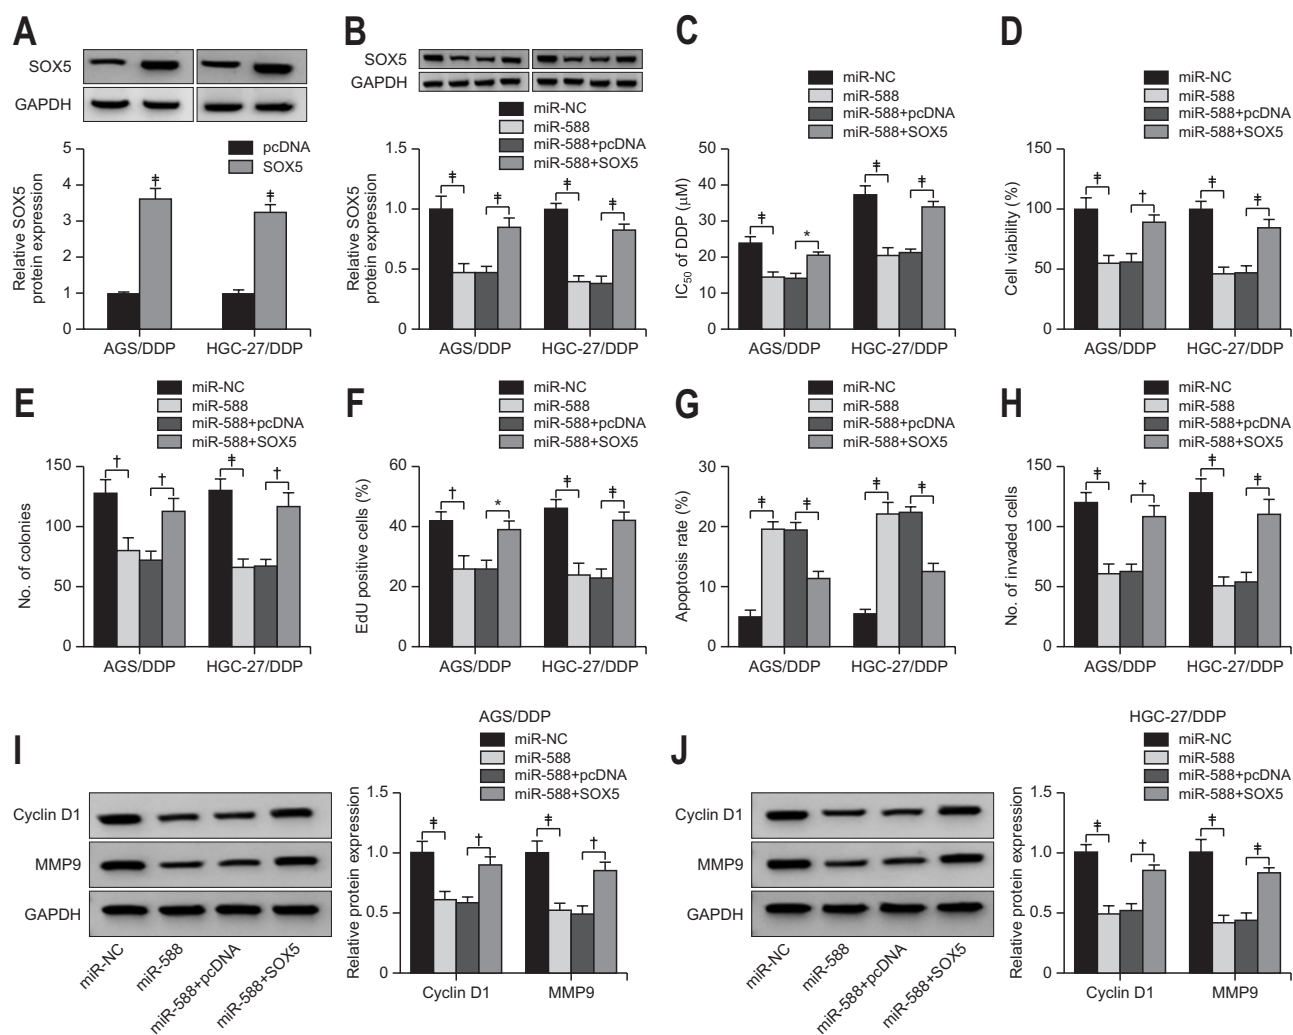 A
SOX5
GAPDH
pcDNA
SOX5
Relative SOX5
protein expression
5
4
3
2
1
0
ǂ
ǂ
AGS/DDP
HGC-27/DDP
B
SOX5
GAPDH
miR-NC
miR-588
miR-588+pcDNA
miR-588+SOX5
Relative SOX5
protein expression
1.5
1.0
0.5
0
ǂ
ǂ
ǂ
ǂ
AGS/DDP
HGC-27/DDP
C
miR-NC
miR-588
miR-588+pcDNA
miR-588+SOX5
IC50 of DDP (μM)
50
40
30
20
10
0
ǂ
*
ǂ
ǂ
AGS/DDP
HGC-27/DDP
D
miR-NC
miR-588
miR-588+pcDNA
miR-588+SOX5
Cell viability (%)
150
100
50
0
ǂ
†
ǂ
ǂ
AGS/DDP
HGC-27/DDP
E
miR-NC
miR-588
miR-588+pcDNA
miR-588+SOX5
No. of colonies
150
100
50
0
†
†
ǂ
†
AGS/DDP
HGC-27/DDP
F
miR-NC
miR-588
miR-588+pcDNA
miR-588+SOX5
EdU positive cells (%)
60
40
20
0
†
*
ǂ
ǂ
AGS/DDP
HGC-27/DDP
G
miR-NC
miR-588
miR-588+pcDNA
miR-588+SOX5
Apoptosis rate (%)
30
20
10
0
ǂ
ǂ
ǂ
ǂ
AGS/DDP
HGC-27/DDP
H
miR-NC
miR-588
miR-588+pcDNA
miR-588+SOX5
No. of invaded cells
150
100
50
0
ǂ
†
ǂ
ǂ
AGS/DDP
HGC-27/DDP
I
Cyclin D1
MMP9
GAPDH
miR-NC
miR-588
miR-588+pcDNA
miR-588+SOX5
AGS/DDP
miR-NC
miR-588
miR-588+pcDNA
miR-588+SOX5
Relative protein expression
1.5
1.0
0.5
0
ǂ
†
ǂ
†
Cyclin D1
MMP9
J
Cyclin D1
MMP9
GAPDH
miR-NC
miR-588
miR-588+pcDNA
miR-588+SOX5
HGC-27/DDP
miR-NC
miR-588
miR-588+pcDNA
miR-588+SOX5
Relative protein expression
1.5
1.0
0.5
0
ǂ
†
ǂ
ǂ
Cyclin D1
MMP9